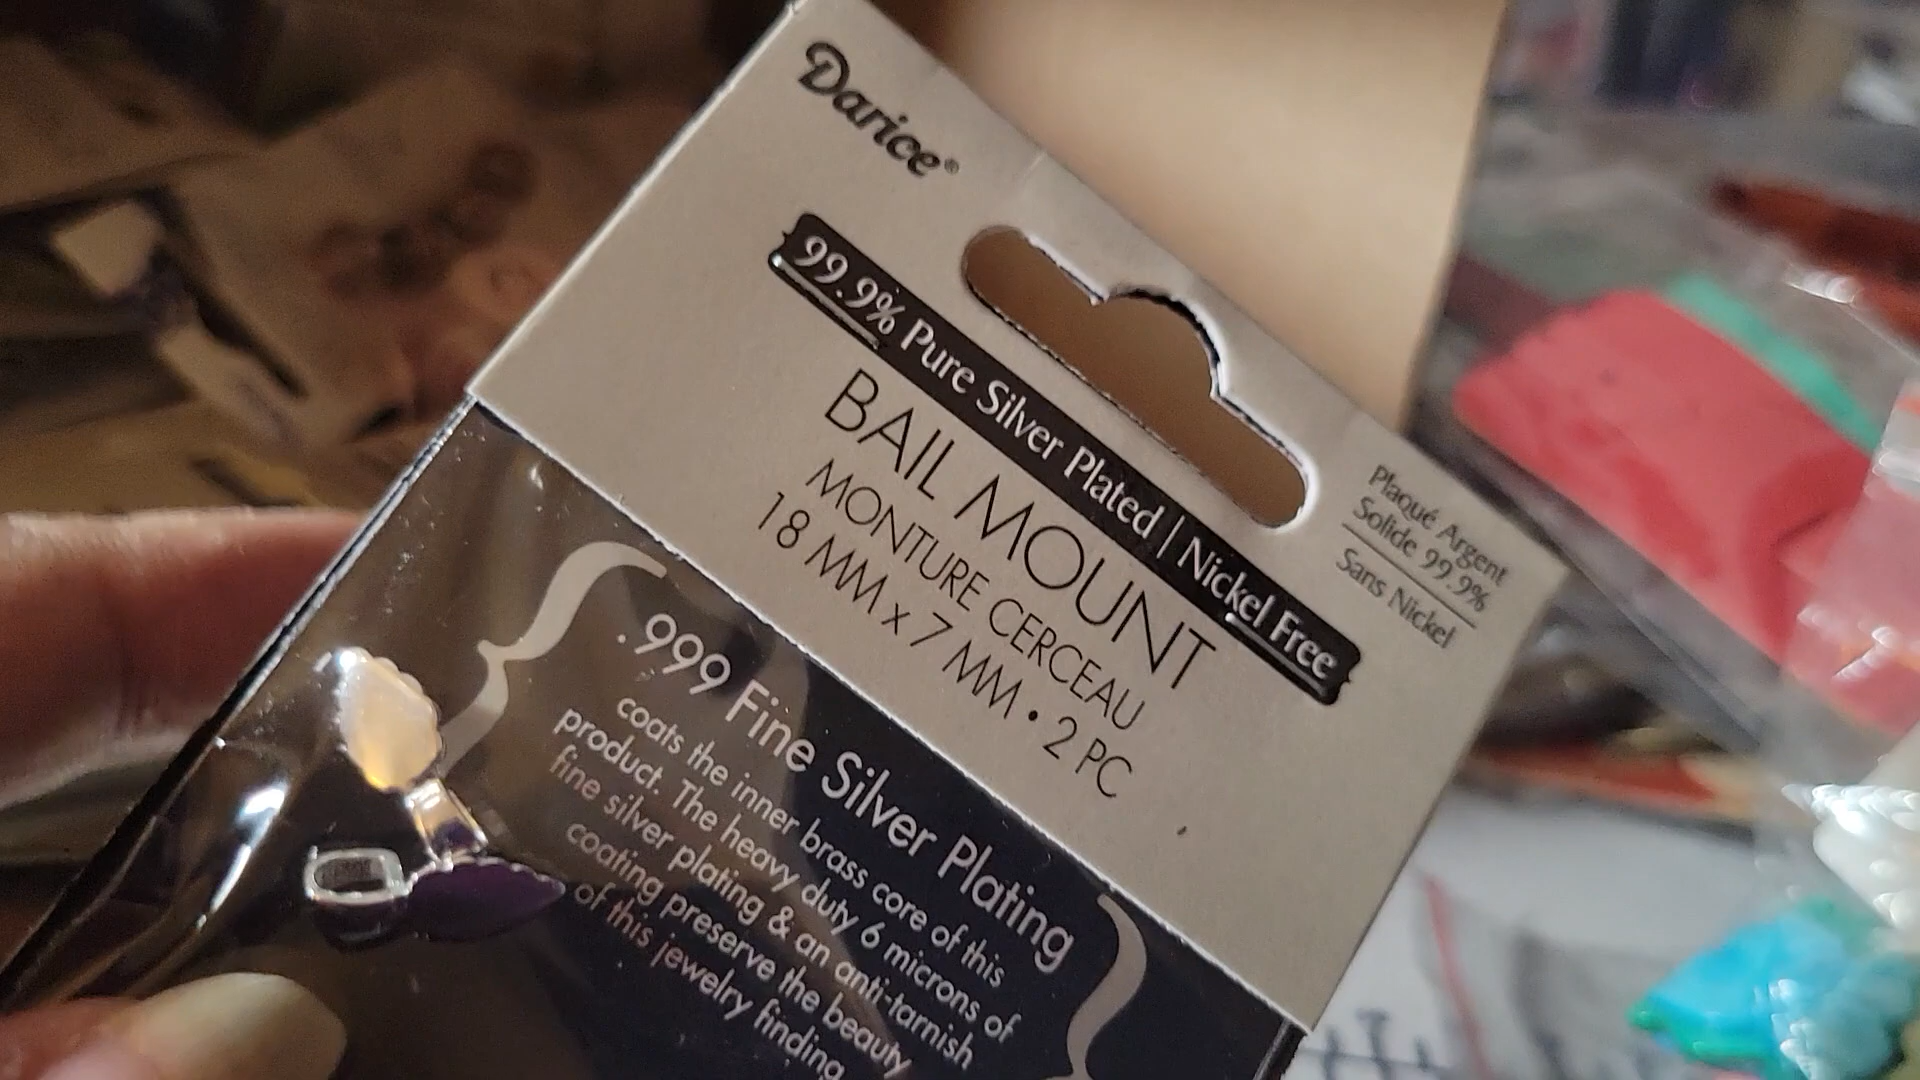 Darice®
99.9% Pure Silver Plated | Nickel Free
BAIL MOUNT
MONTURE CERCEAU
18 MM x 7 MM • 2 PC
Plaqué Argent
Solide 99.9%
Sans Nickel
.999 Fine Silver Plating
coats the inner brass core of this
product. The heavy duty 6 microns of
fine silver plating & an anti-tarnish
coating preserve the beauty
of this jewelry finding